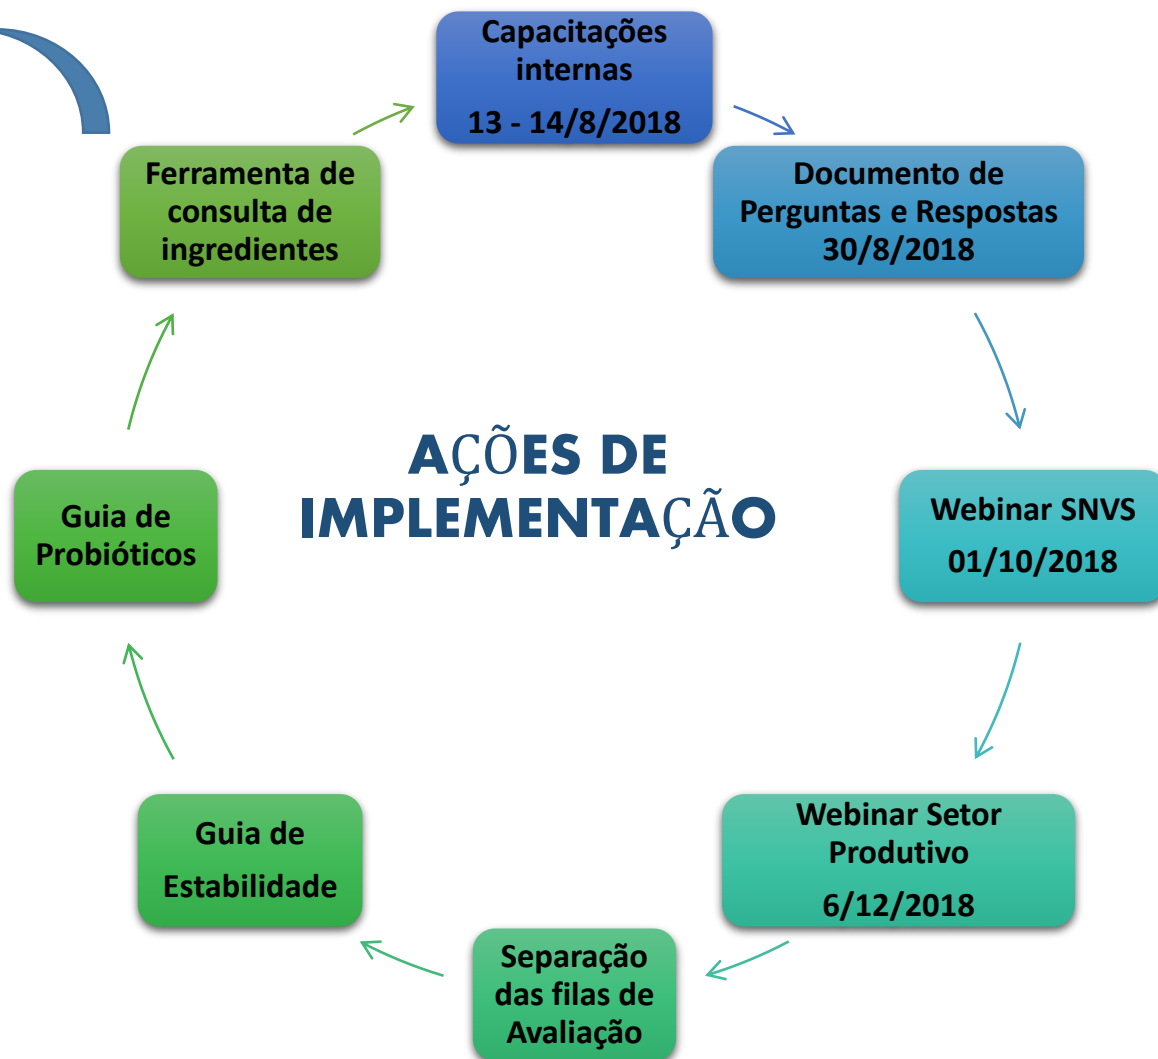 Capacitações
internas
13 - 14/8/2018
Documento de
Perguntas e Respostas
30/8/2018
Webinar SNVS
01/10/2018
Webinar Setor
Produtivo
6/12/2018
Separação
das filas de
Avaliação
Guia de
Estabilidade
Guia de
Probióticos
Ferramenta de
consulta de
ingredientes
AÇÕES DE
IMPLEMENTAÇÃO